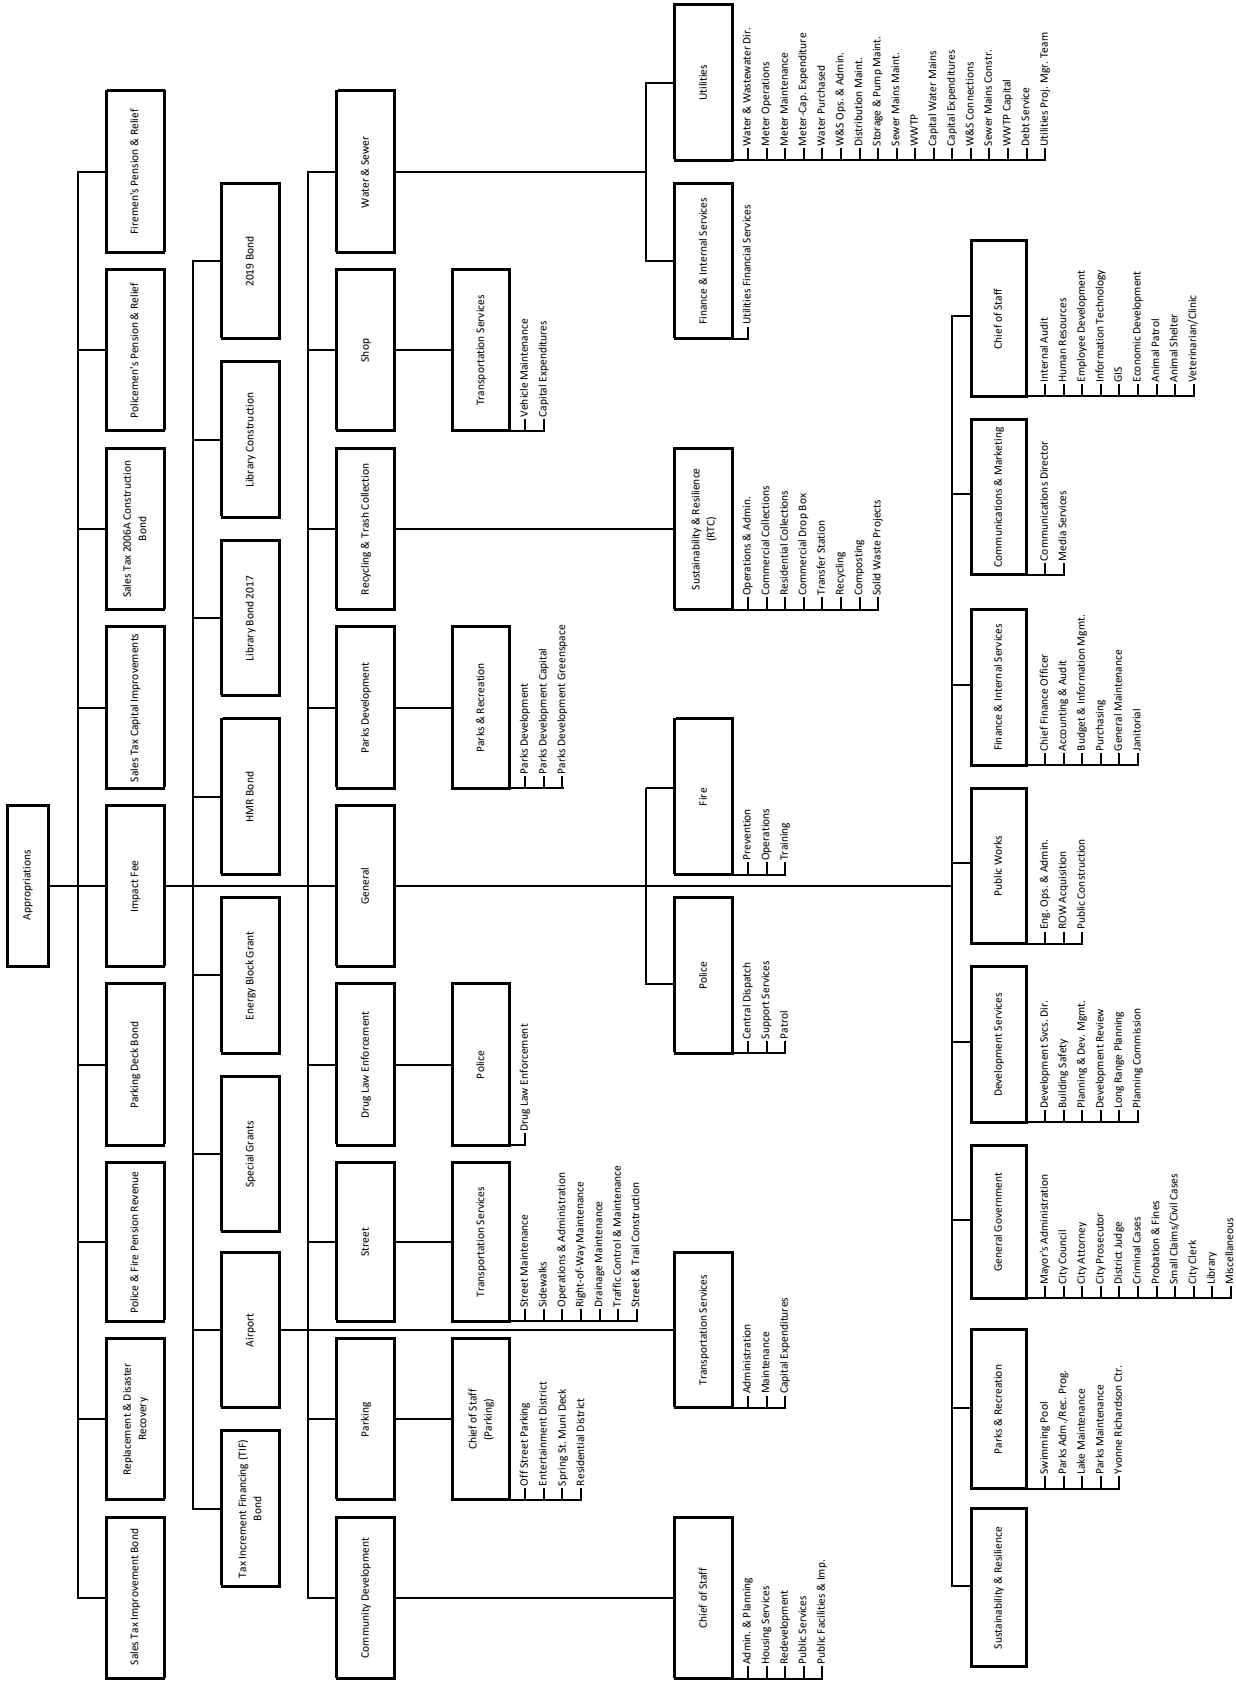 Appropriations
Sales Tax Improvement Bond
Replacement & Disaster
Recovery
Police & Fire Pension Revenue
Parking Deck Bond
Impact Fee
Sales Tax Capital Improvements
Sales Tax 2006A Construction
Bond
Policemen's Pension & Relief
Firemen's Pension & Relief
Tax Increment Financing (TIF)
Bond
Airport
Special Grants
Energy Block Grant
HMR Bond
Library Bond 2017
Library Construction
2019 Bond
Community Development
Parking
Street
Drug Law Enforcement
General
Parks Development
Recycling & Trash Collection
Shop
Water & Sewer
Chief of Staff
(Parking)
Off Street Parking
Entertainment District
Spring St. Muni Deck
Residential District
Transportation Services
Street Maintenance
Sidewalks
Operations & Administration
Right-of-Way Maintenance
Drainage Maintenance
Traffic Control & Maintenance
Street & Trail Construction
Police
Drug Law Enforcement
Parks & Recreation
Parks Development
Parks Development Capital
Parks Development Greenspace
Transportation Services
Vehicle Maintenance
Capital Expenditures
Chief of Staff
Admin. & Planning
Housing Services
Redevelopment
Public Services
Public Facilities & Imp.
Transportation Services
Administration
Maintenance
Capital Expenditures
Police
Central Dispatch
Support Services
Patrol
Fire
Prevention
Operations
Training
Sustainability & Resilience
(RTC)
Operations & Admin.
Commercial Collections
Residential Collections
Commercial Drop Box
Transfer Station
Recycling
Composting
Solid Waste Projects
Finance & Internal Services
Utilities Financial Services
Utilities
Water & Wastewater Dir.
Meter Operations
Meter Maintenance
Meter-Cap. Expenditure
Water Purchased
W&S Ops. & Admin.
Distribution Maint.
Storage & Pump Maint.
Sewer Mains Maint.
WWTP
Capital Water Mains
Capital Expenditures
W&S Connections
Sewer Mains Constr.
WWTP Capital
Debt Service
Utilities Proj. Mgr. Team
Sustainability & Resilience
Parks & Recreation
Swimming Pool
Parks Adm./Rec. Prog.
Lake Maintenance
Parks Maintenance
Yvonne Richardson Ctr.
General Government
Mayor's Administration
City Council
City Attorney
City Prosecutor
District Judge
Criminal Cases
Probation & Fines
Small Claims/Civil Cases
City Clerk
Library
Miscellaneous
Development Services
Development Svcs. Dir.
Building Safety
Planning & Dev. Mgmt.
Development Review
Long Range Planning
Planning Commission
Public Works
Eng. Ops. & Admin.
ROW Acquisition
Public Construction
Finance & Internal Services
Chief Finance Officer
Accounting & Audit
Budget & Information Mgmt.
Purchasing
General Maintenance
Janitorial
Communications & Marketing
Communications Director
Media Services
Chief of Staff
Internal Audit
Human Resources
Employee Development
Information Technology
GIS
Economic Development
Animal Patrol
Animal Shelter
Veterinarian/Clinic